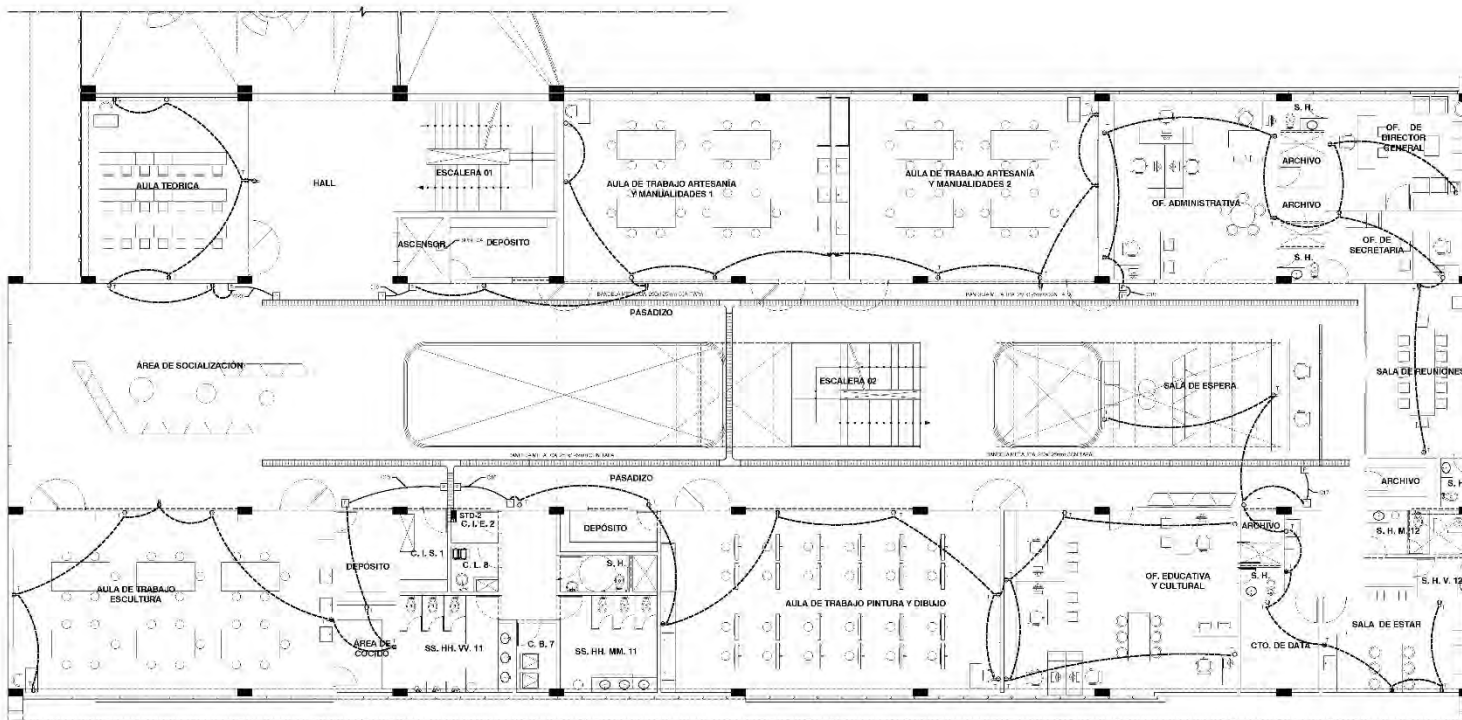 S. H.
OF. DE
DIRECTOR
GENERAL
AULA TEÓRICA
HALL
ESCALERA 01
AULA DE TRABAJO ARTESANÍA
Y MANUALIDADES 1
AULA DE TRABAJO ARTESANÍA
Y MANUALIDADES 2
ARCHIVO
OF. ADMINISTRATIVA
ARCHIVO
ASCENSOR
DEPÓSITO
OF. DE
SECRETARIA
S. H.
PASADIZO
ÁREA DE SOCIALIZACIÓN
ESCALERA 02
SALA DE ESPERA
SALA DE REUNIONES
PASADIZO
ARCHIVO
S. H.
STD-2
C. I. E. 2
DEPÓSITO
ARCHIVO
S. H. M. 12
C. I. S. 1
DEPÓSITO
C. L. 8
S. H.
OF. EDUCATIVA
Y CULTURAL
S. H.
S. H. V. 12
AULA DE TRABAJO
ESCULTURA
AULA DE TRABAJO PINTURA Y DIBUJO
SALA DE ESTAR
ÁREA DE
COCIDO
SS. HH. VV. 11
C. B. 7
SS. HH. MM. 11
CTO. DE DATA